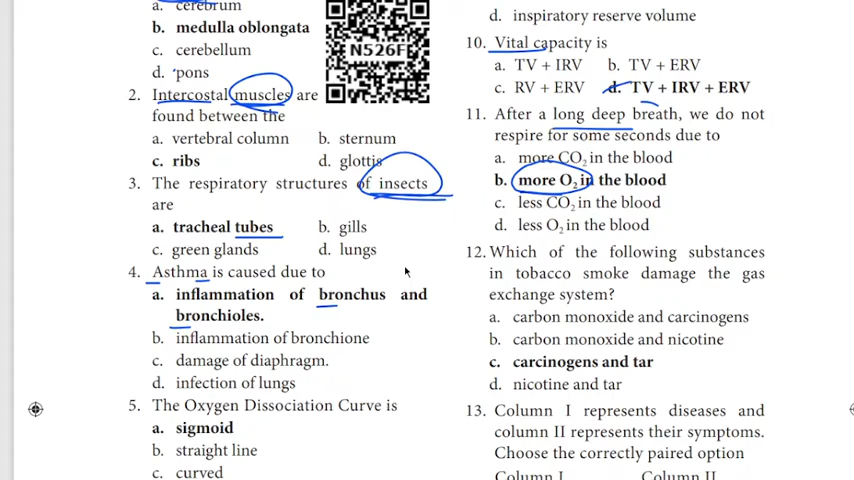 a. cerebrum
b. medulla oblongata
c. cerebellum
d. pons
2. Intercostal muscles are
found between the
a. vertebral column b. sternum
c. ribs d. glottis
3. The respiratory structures of insects
are
a. tracheal tubes b. gills
c. green glands d. lungs
4. Asthma is caused due to
a. inflammation of bronchus and
bronchioles.
b. inflammation of bronchione
c. damage of diaphragm.
d. infection of lungs
5. The Oxygen Dissociation Curve is
a. sigmoid
b. straight line
c. curved
N526F
d. inspiratory reserve volume
10. Vital capacity is
a. TV + IRV b. TV + ERV
c. RV + ERV d. TV + IRV + ERV
11. After a long deep breath, we do not
respire for some seconds due to
a. more CO₂ in the blood
b. more O₂ in the blood
c. less CO₂ in the blood
d. less O₂ in the blood
12. Which of the following substances
in tobacco smoke damage the gas
exchange system?
a. carbon monoxide and carcinogens
b. carbon monoxide and nicotine
c. carcinogens and tar
d. nicotine and tar
13. Column I represents diseases and
column II represents their symptoms.
Choose the correctly paired option
Column I Column II